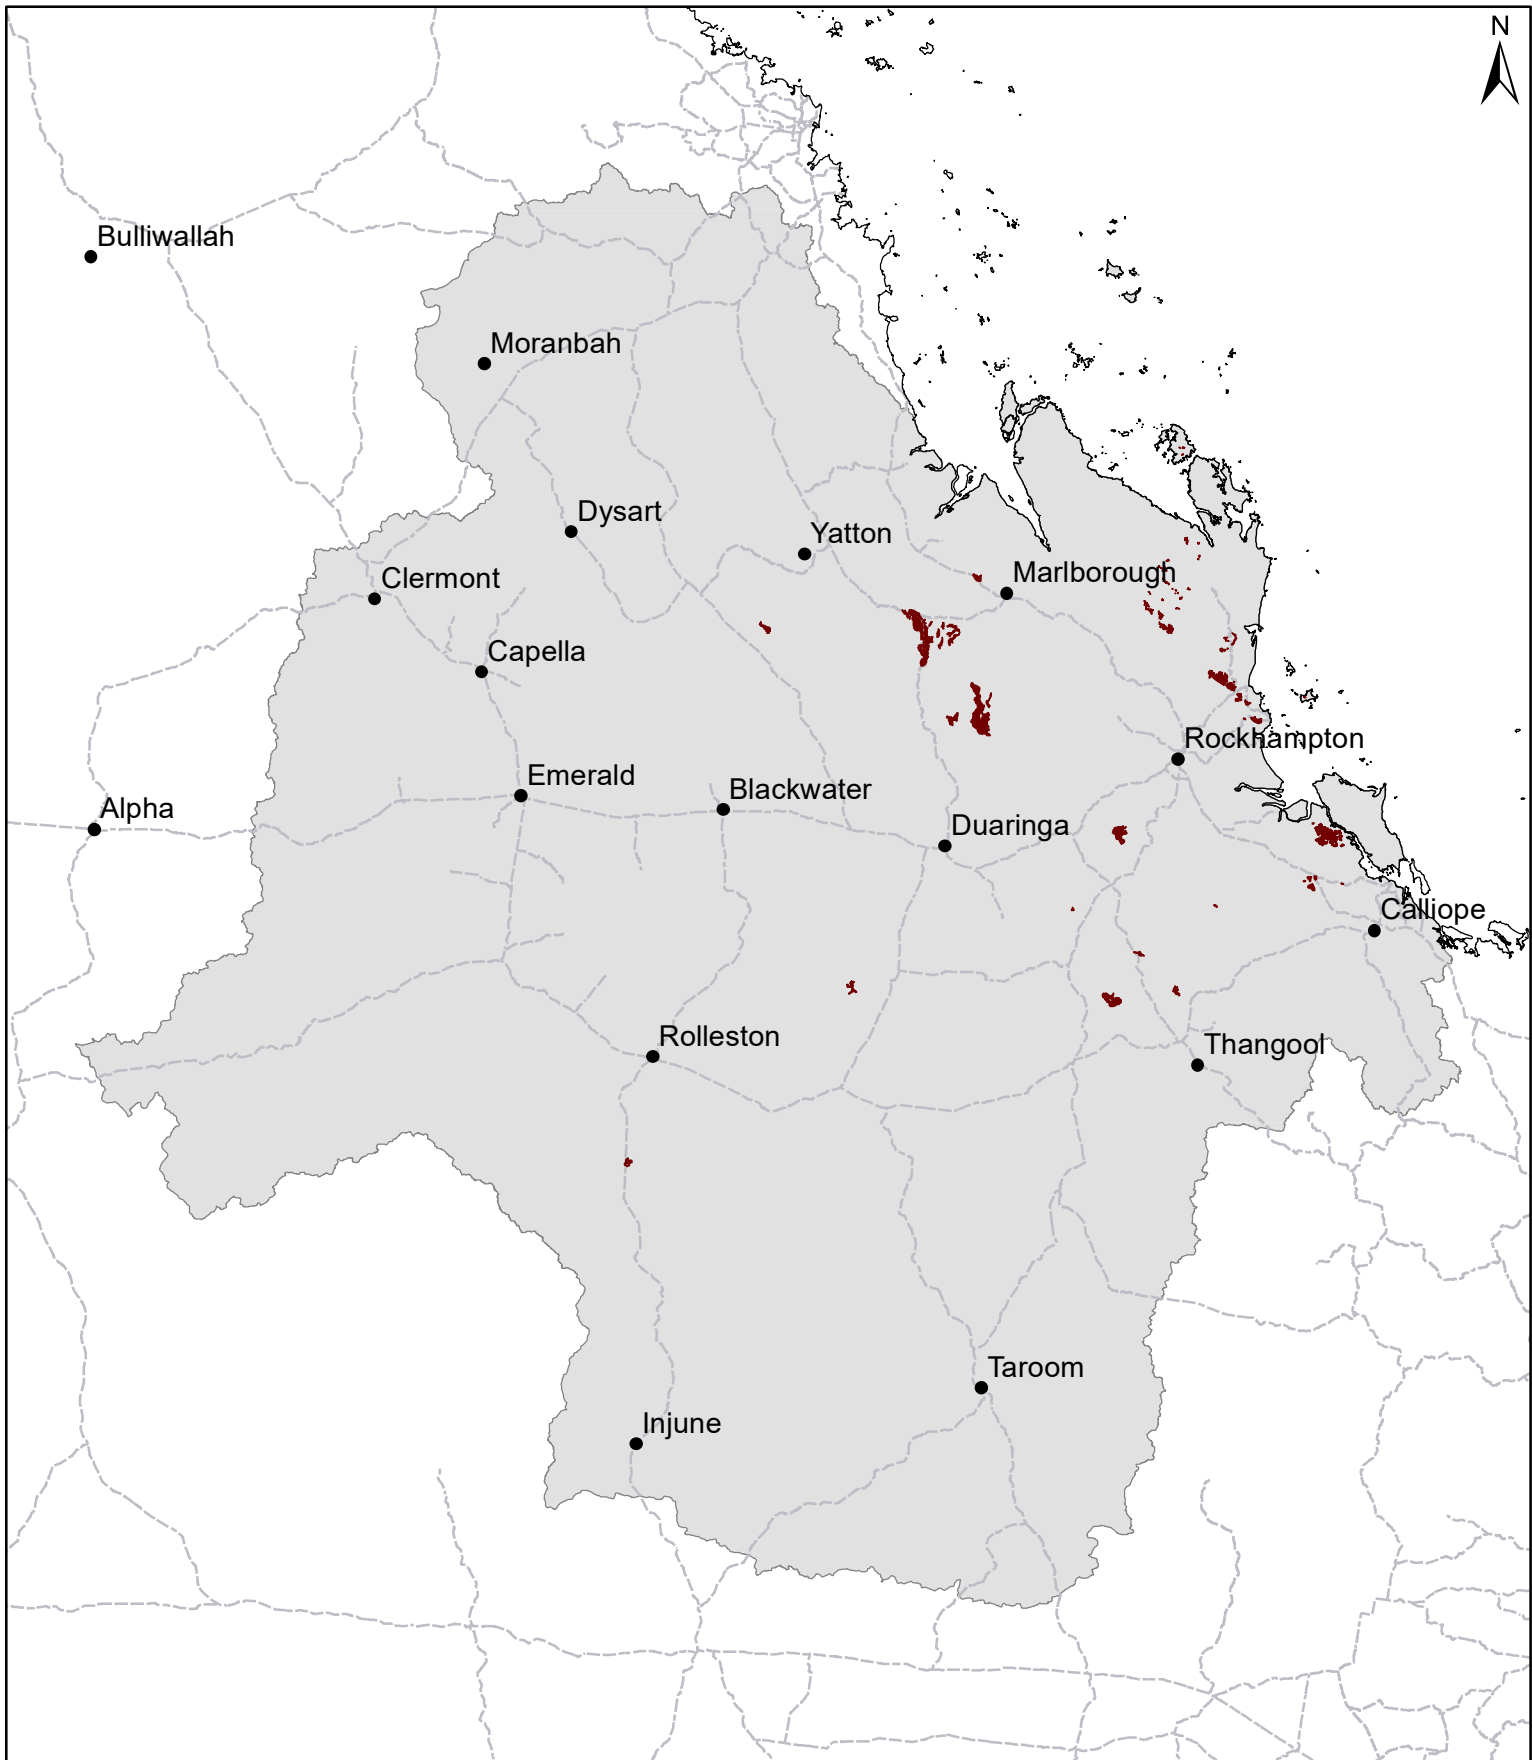 N
Bulliwallah
Moranbah
Dysart
Yatton
Marlborough
Clermont
Capella
Rockhampton
Emerald
Blackwater
Alpha
Duaringa
Calliope
Rolleston
Thangool
Taroom
Injune